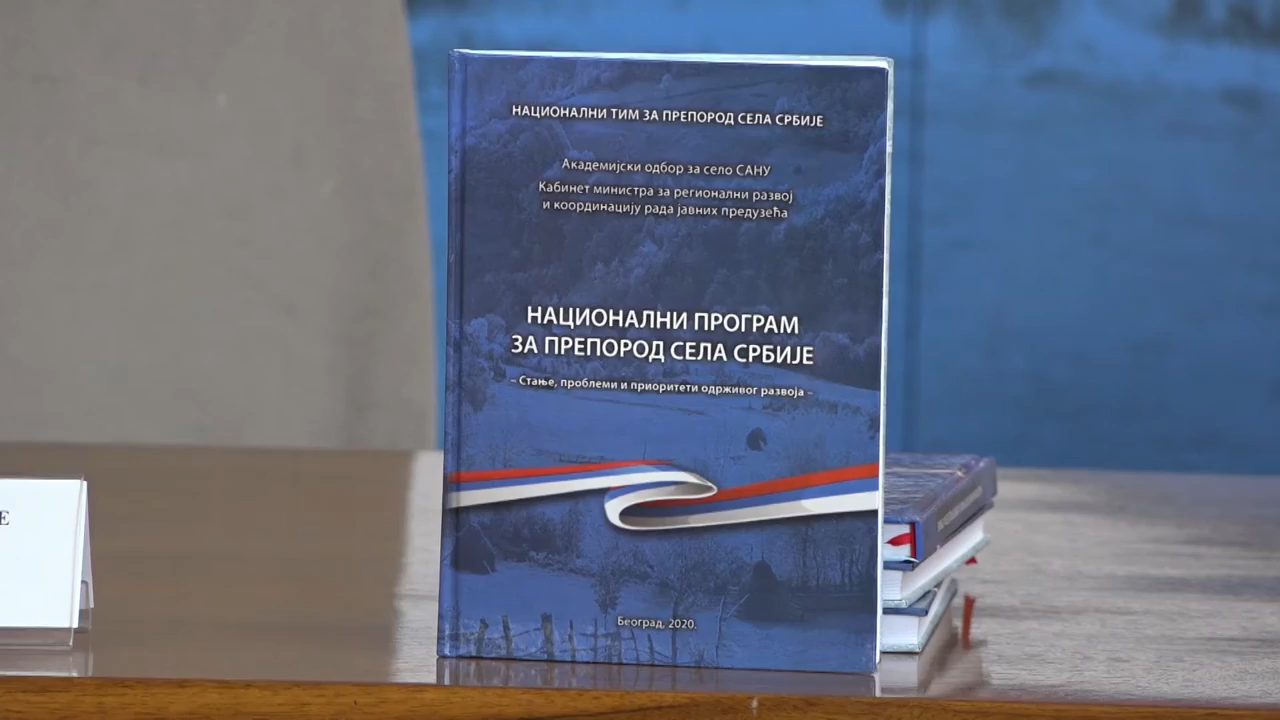 НАЦИОНАЛНИ ТИМ ЗА ПРЕПОРОД СЕЛА СРБИЈЕ
Академијски одбор за село САНУ
Кабинет министра за регионални развој
и координацију рада јавних предузећа
НАЦИОНАЛНИ ПРОГРАМ
ЗА ПРЕПОРОД СЕЛА СРБИЈЕ
– Стање, проблеми и приоритети одрживог развоја –
Београд, 2020.